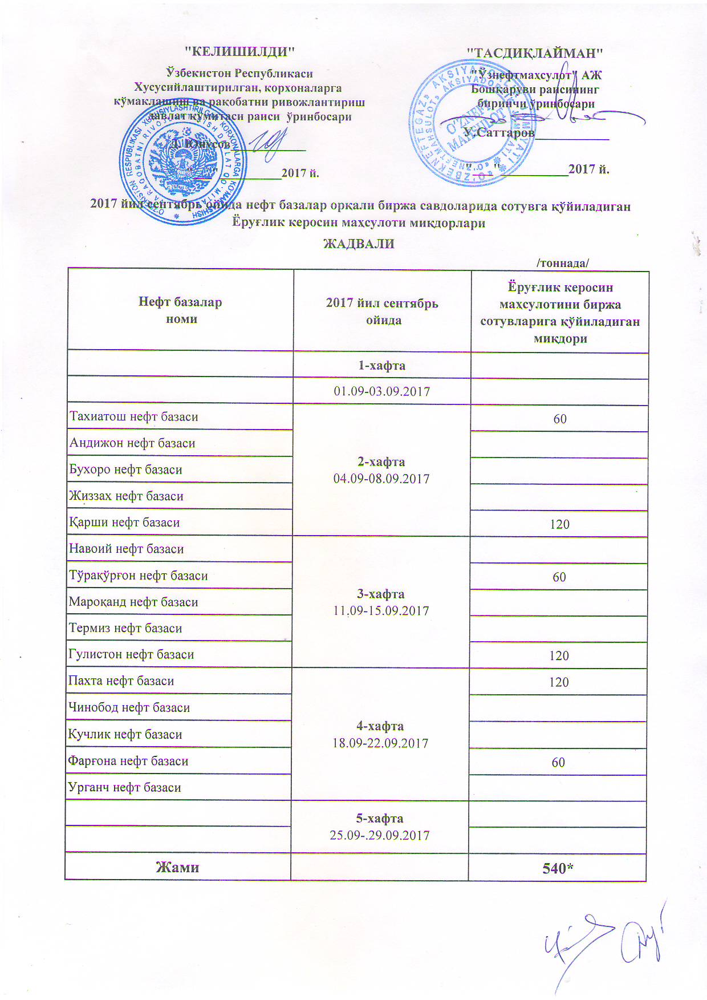 "КЕЛИШИЛДИ"
Ўзбекистон Республикаси
Хусусийлаштирилган, корхоналарга
кўмаклашиш ва рақобатни ривожлантириш
давлат қўмитаси раиси ўринбосари
Д. Юнусов
"___" __________ 2017 й.
"ТАСДИҚЛАЙМАН"
"Ўзнефтмахсулот" АЖ
Бошқаруви раисининг
биринчи ўринбосари
У.Саттаров__________
"___" __________2017 й.
O'ZNEFT
MAHSULOT
2017 йил сентябрь ойида нефт базалар орқали биржа савдоларида сотувга қўйиладиган
Ёруғлик керосин маҳсулоти миқдорлари
ЖАДВАЛИ
/тоннада/
Нефт базалар
номи
2017 йил сентябрь
ойида
Ёруғлик керосин
маҳсулотини биржа
сотувларига қўйиладиган
миқдори
1-хафта
01.09-03.09.2017
Тахиатош нефт базаси
60
Андижон нефт базаси
Бухоро нефт базаси
2-хафта
04.09-08.09.2017
Жиззах нефт базаси
Қарши нефт базаси
120
Навоий нефт базаси
Тўрақўрғон нефт базаси
60
3-хафта
11.09-15.09.2017
Мароқанд нефт базаси
Термиз нефт базаси
Гулистон нефт базаси
120
Пахта нефт базаси
120
Чинобод нефт базаси
4-хафта
18.09-22.09.2017
Кучлик нефт базаси
Фарғона нефт базаси
60
Урганч нефт базаси
5-хафта
25.09-.29.09.2017
Жами
540*